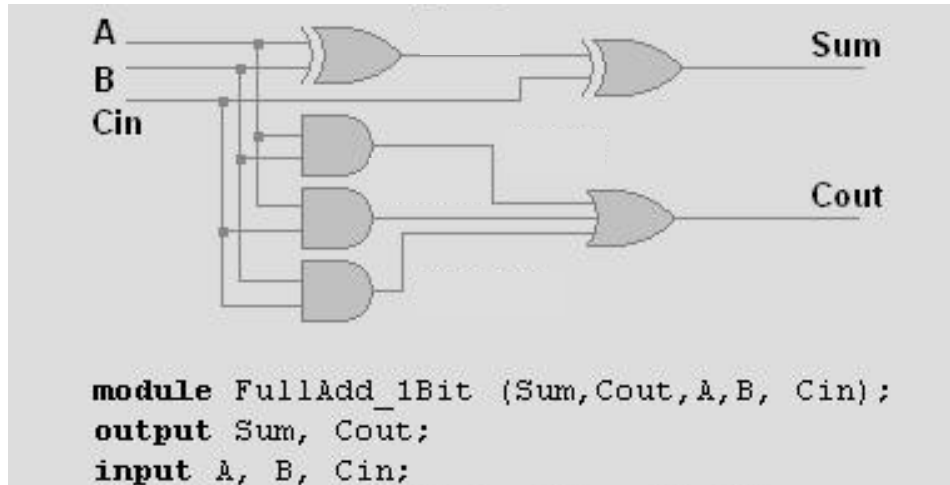 A
Sum
B
Cin
Cout
module FullAdd_1Bit (Sum,Cout,A,B, Cin);
output Sum, Cout;
input A, B, Cin;